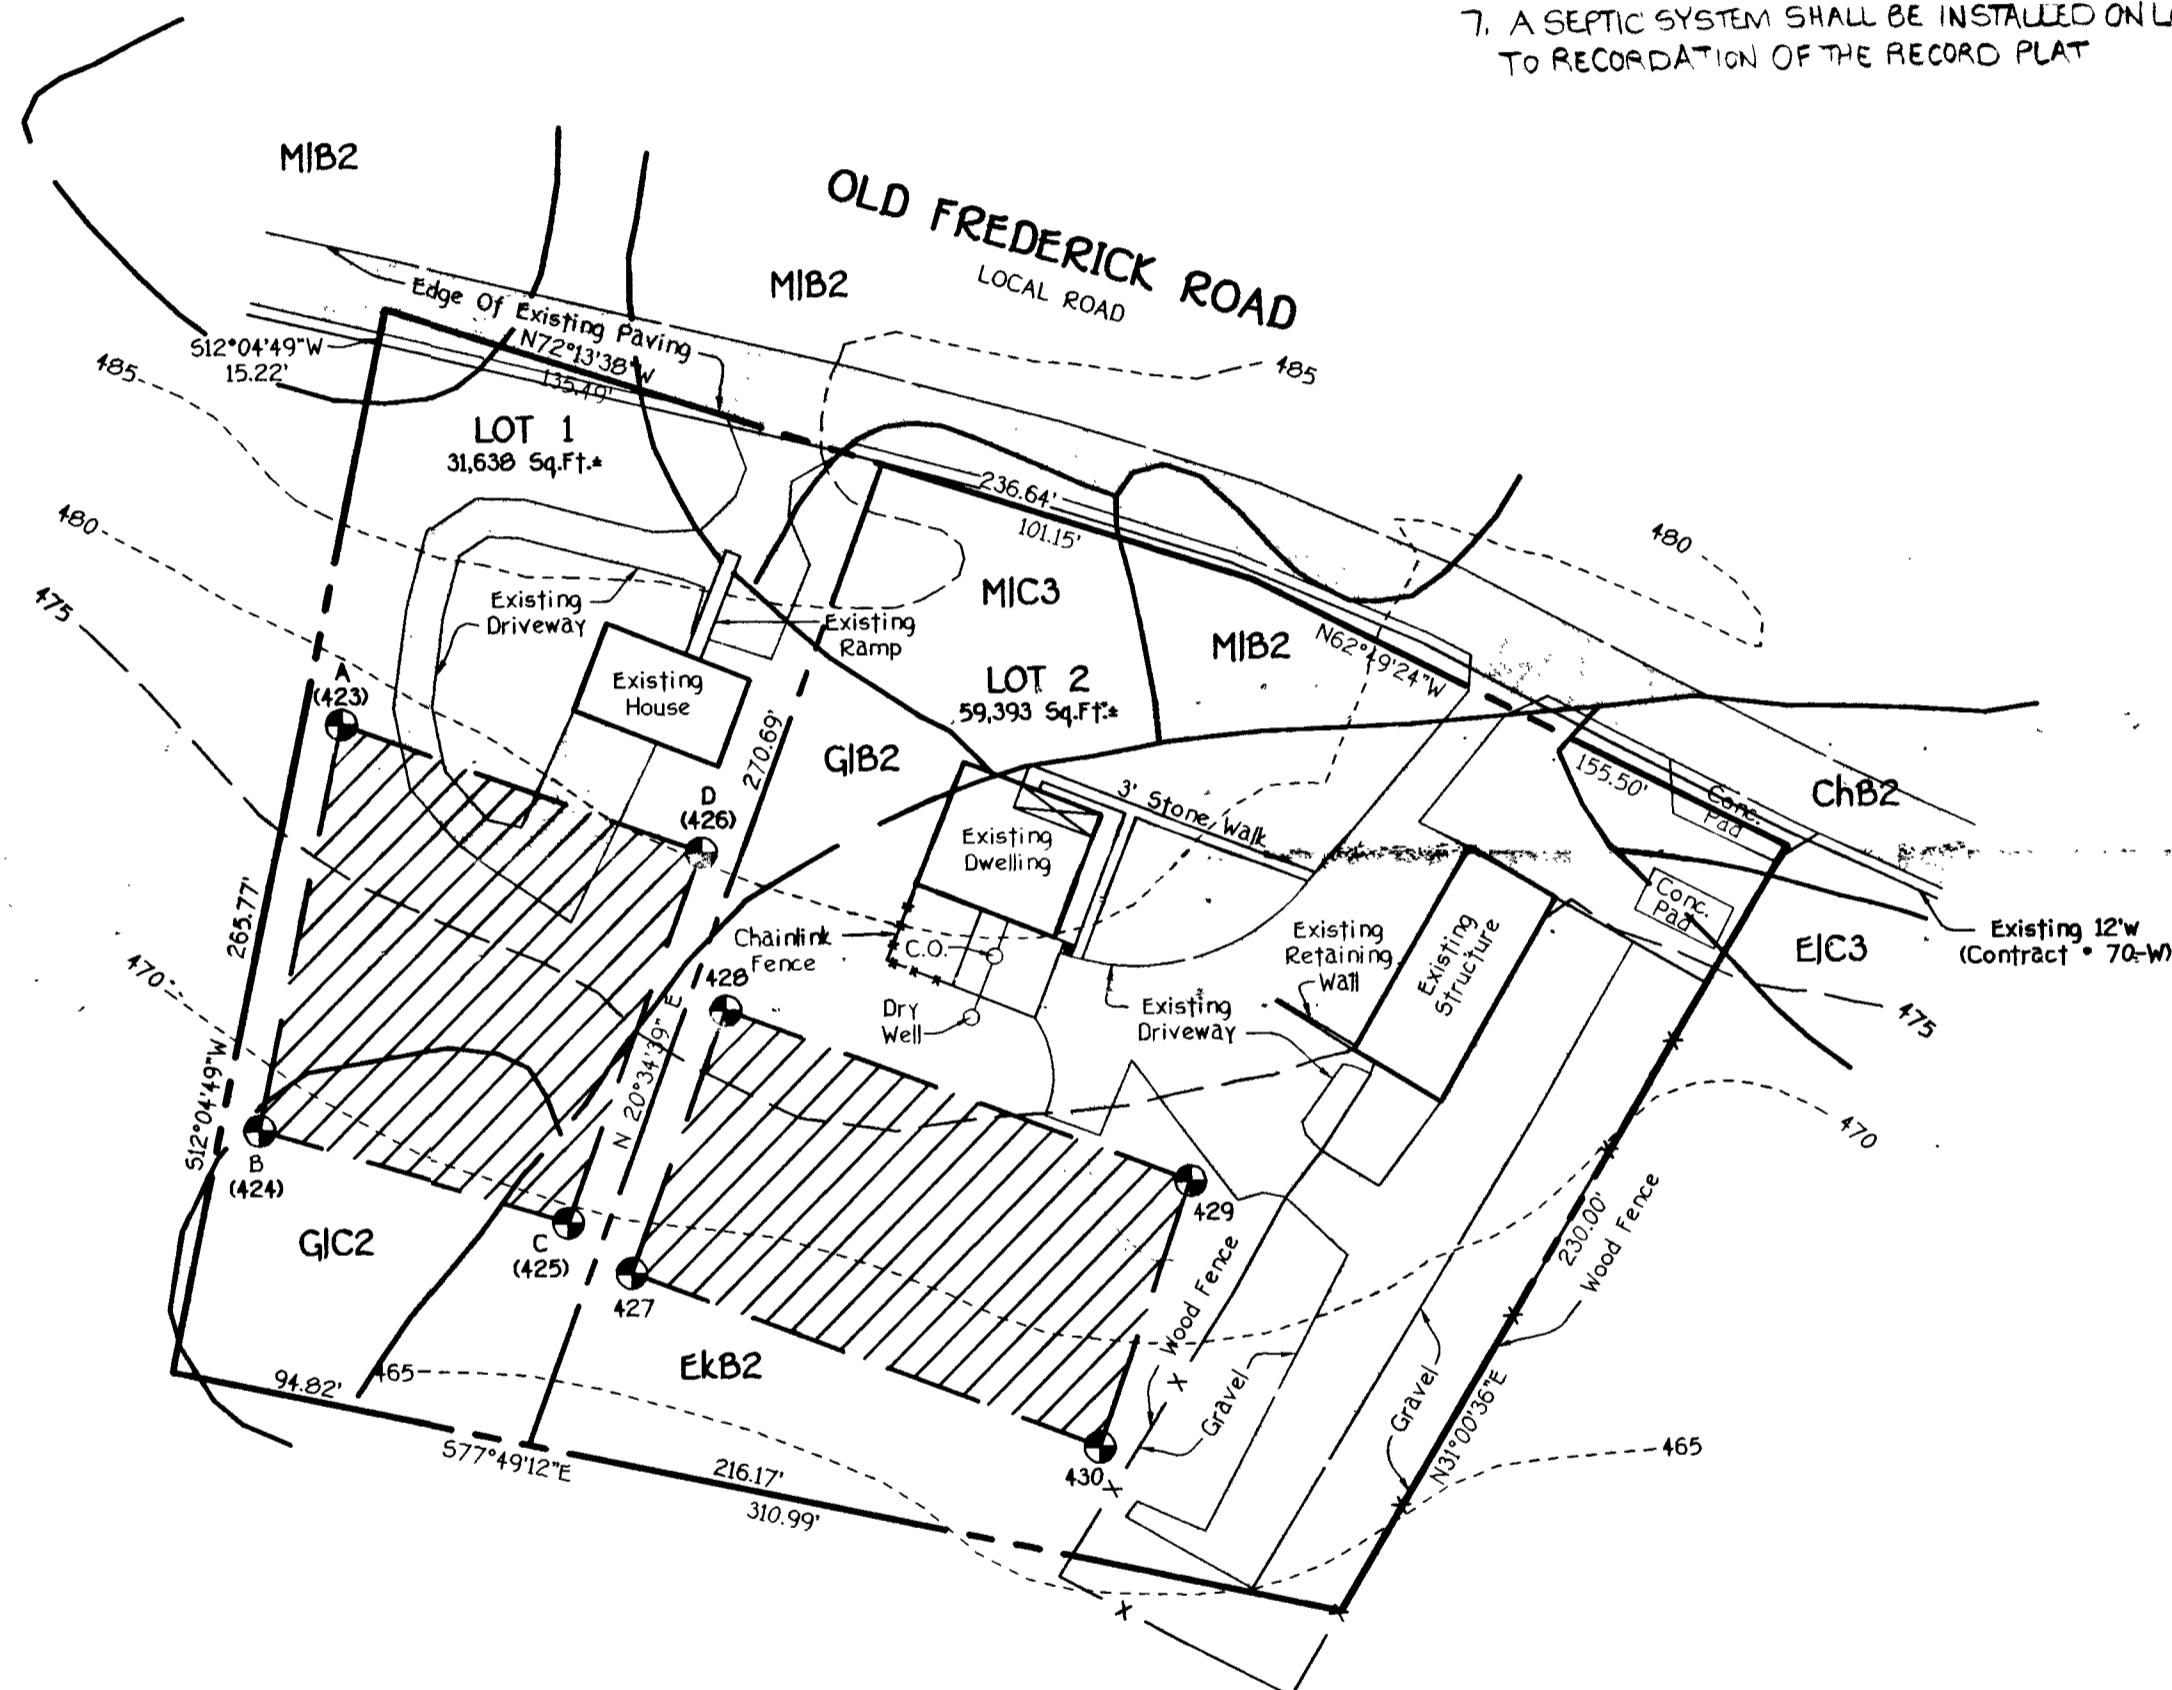 7. A SEPTIC SYSTEM SHALL BE INSTALLED ON
TO RECORDATION OF THE RECORD PLAT
MIB2
OLD FREDERICK ROAD
LOCAL ROAD
MIB2
Edge Of Existing Paving
N72°13'38"W
135.49'
S12°04'49"W
15.22'
485
485
LOT 1
31,638 Sq.Ft.±
236.64'
101.15'
480
480
475
MIC3
MIB2
N62°49'24"W
Existing
Driveway
Existing
Ramp
Existing
House
A
(423)
LOT 2
59,393 Sq.Ft.±
270.69'
GIB2
D
(426)
3' Stone Walk
155.50'
Conc.
Pad
ChB2
Existing
Dwelling
265.77'
Chainlink
Fence
C.O.
Conc.
Pad
Existing
Retaining
Wall
Existing
Structure
EIC3
Existing 12"w
(Contract # 70-W)
470
428
Dry
Well
Existing
Driveway
475
N 20°34'39" E
S12°04'49"W
470
B
(424)
429
GIC2
C
(425)
427
230.00'
Wood Fence
Wood Fence
X
EkB2
94.82'
465
Gravel
Gravel
N31°00'36"E
465
S77°49'12"E
216.17'
310.99'
430
X
X